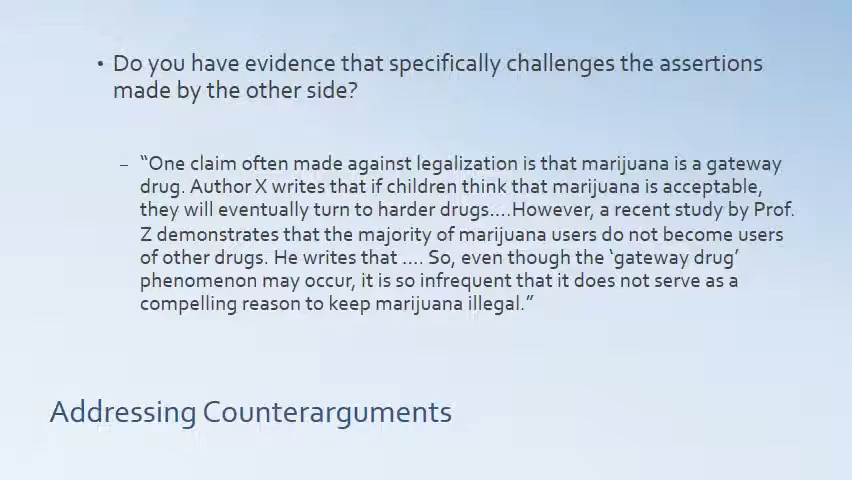 • Do you have evidence that specifically challenges the assertions
made by the other side?
– “One claim often made against legalization is that marijuana is a gateway
drug. Author X writes that if children think that marijuana is acceptable,
they will eventually turn to harder drugs....However, a recent study by Prof.
Z demonstrates that the majority of marijuana users do not become users
of other drugs. He writes that .... So, even though the ‘gateway drug’
phenomenon may occur, it is so infrequent that it does not serve as a
compelling reason to keep marijuana illegal.”
Addressing Counterarguments